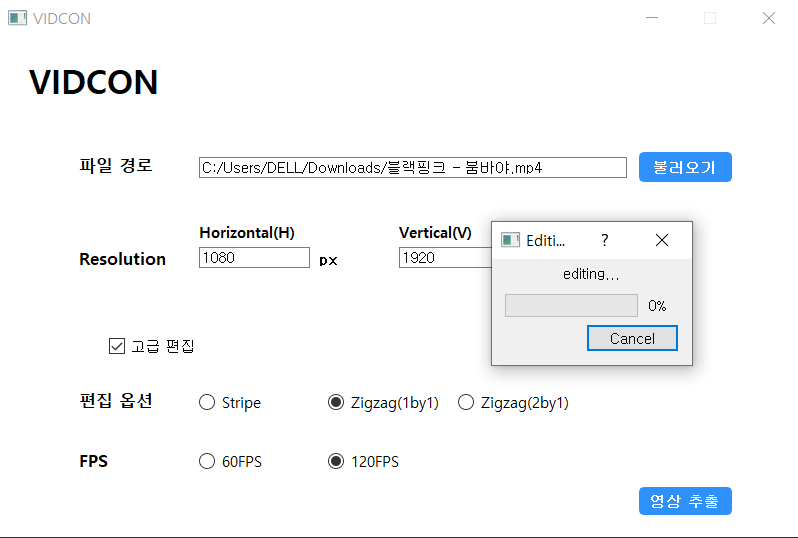 VIDCON
VIDCON
파일 경로 C:/Users/DELL/Downloads/블랙핑크 - 붐바야.mp4 불러오기
Horizontal(H) Vertical(V)
Resolution 1080 px 1920
Editi... ?
editing...
0%
Cancel
고급 편집
편집 옵션 Stripe Zigzag(1by1) Zigzag(2by1)
FPS 60FPS 120FPS
영상 추출